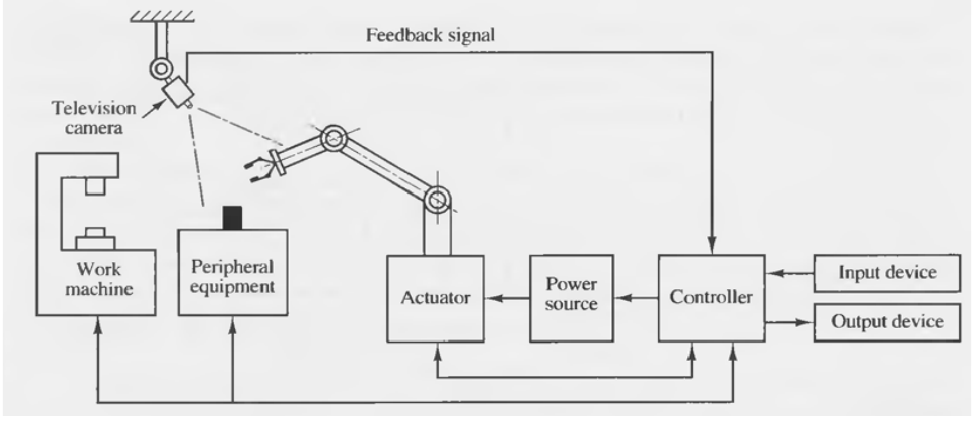 Feedback signal
Television
camera
Work
machine
Peripheral
equipment
Actuator
Power
source
Controller
Input device
Output device